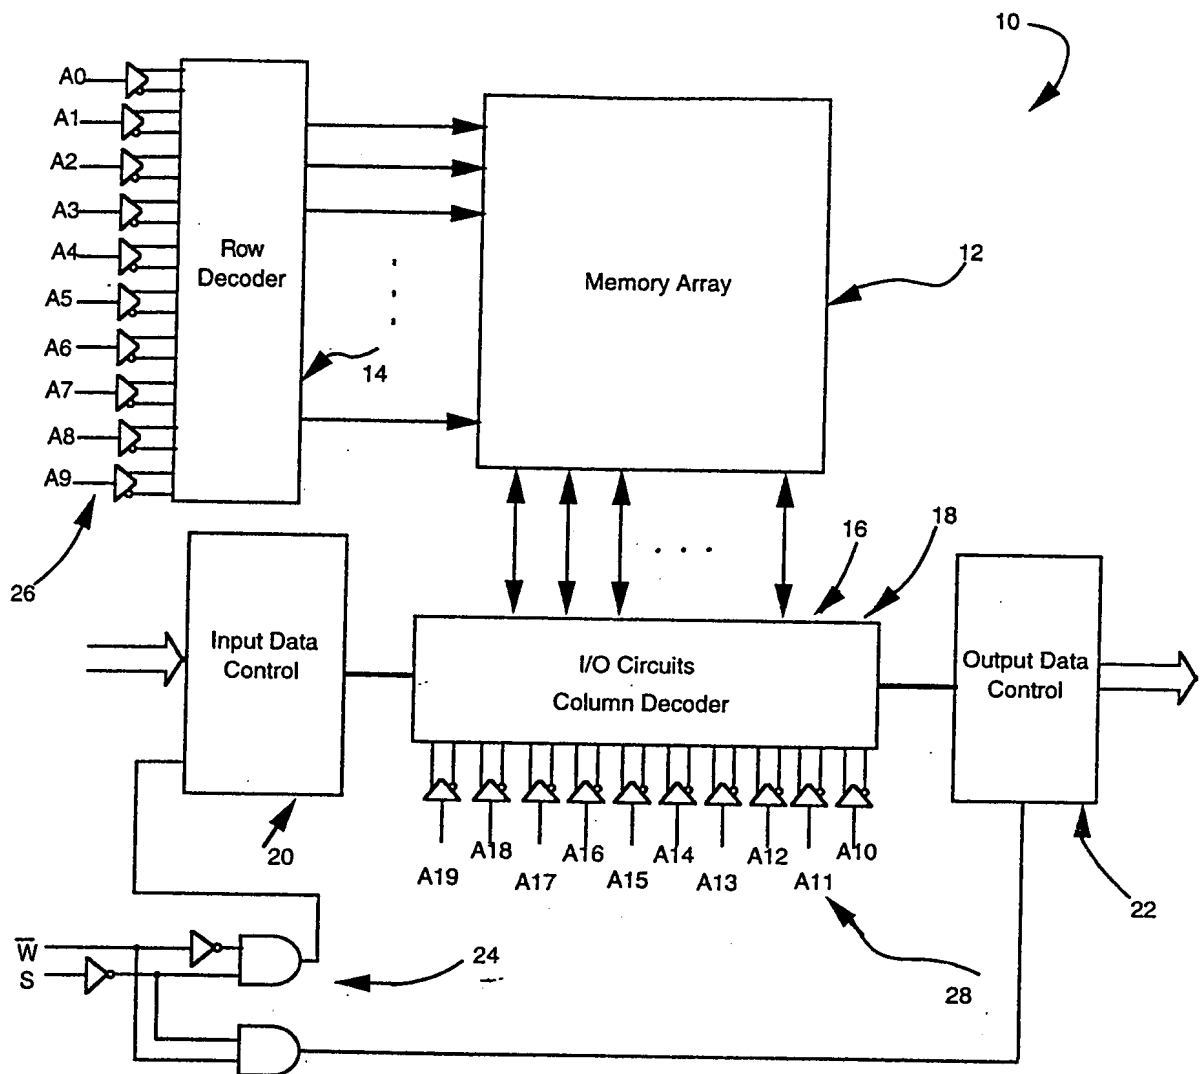 10
A0
A1
A2
A3
A4
A5
A6
A7
A8
A9
Row
Decoder
Memory Array
12
14
26
16
18
Input Data
Control
I/O Circuits
Column Decoder
Output Data
Control
20
A19
A18
A17
A16
A15
A14
A13
A12
A11
A10
22
W̅
S
24
28